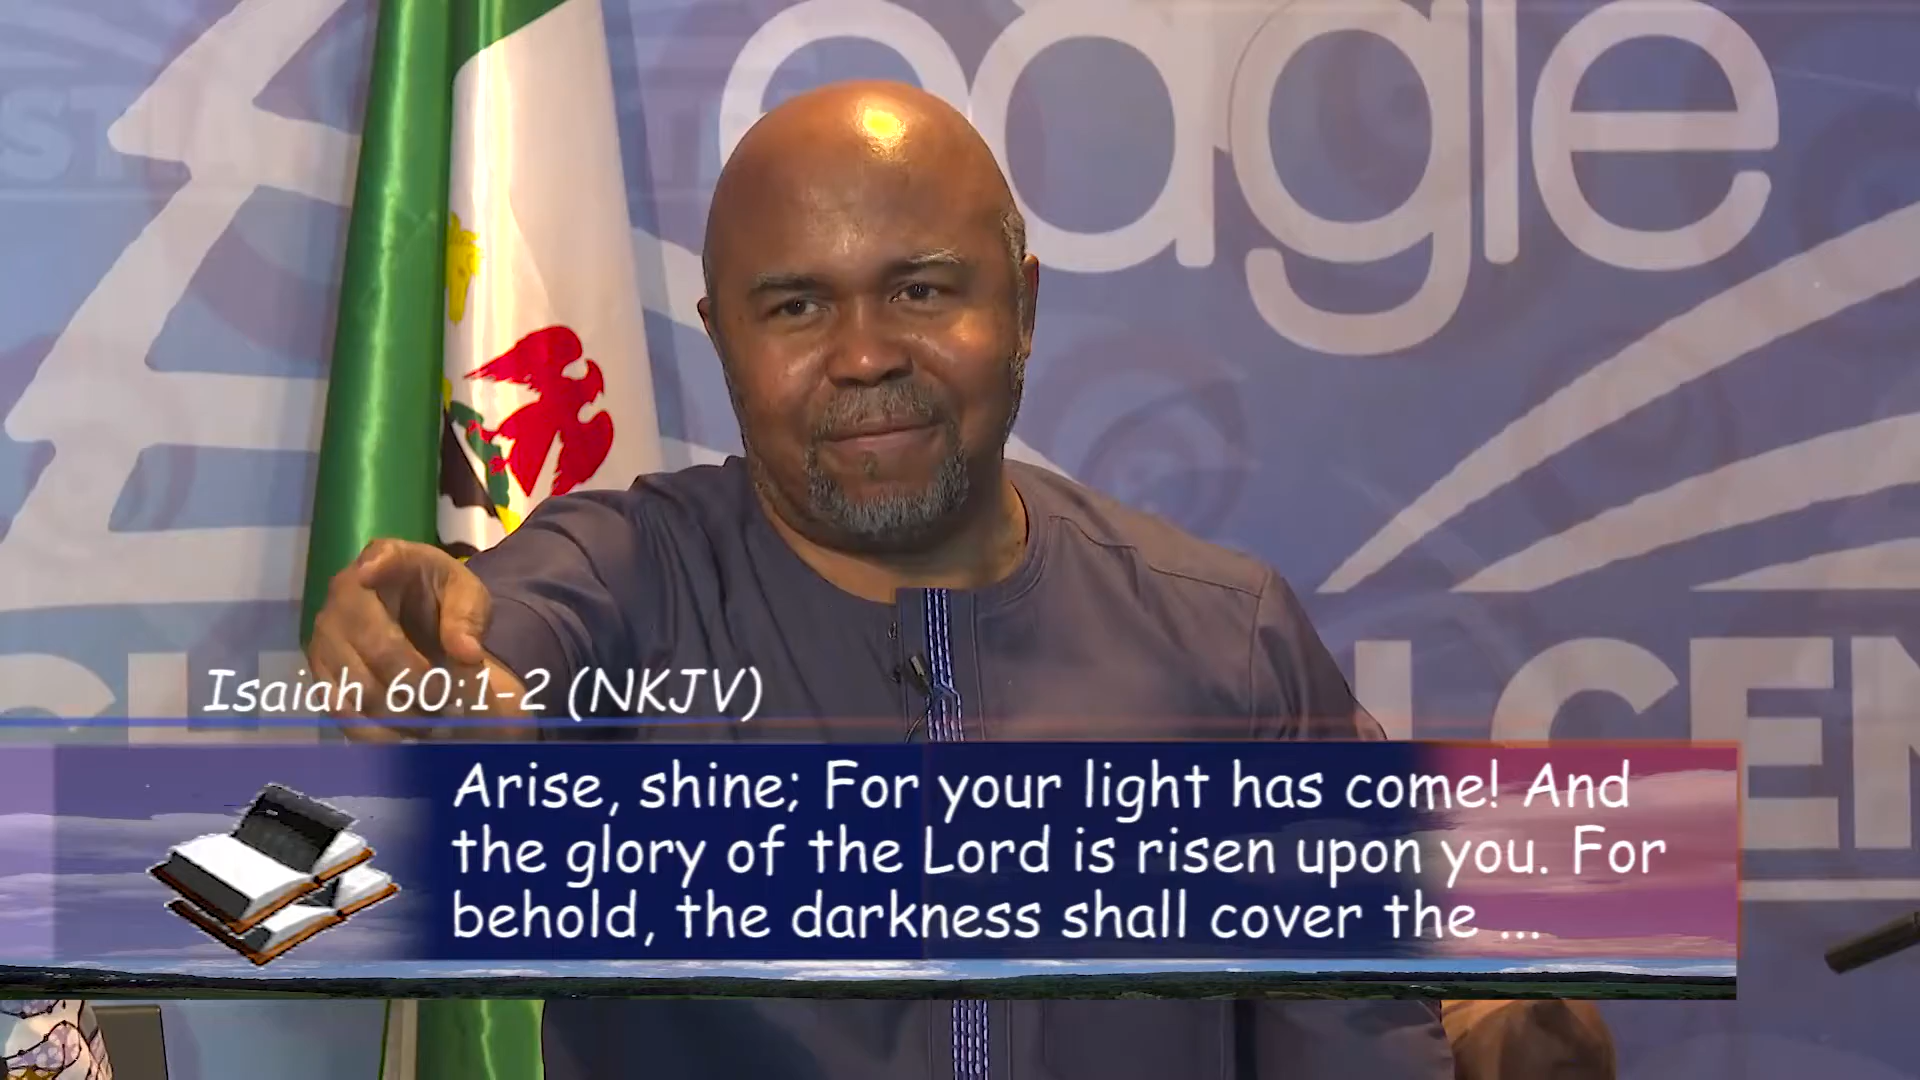 eagle
Isaiah 60:1-2 (NKJV)
Arise, shine; For your light has come! And
the glory of the Lord is risen upon you. For
behold, the darkness shall cover the ...